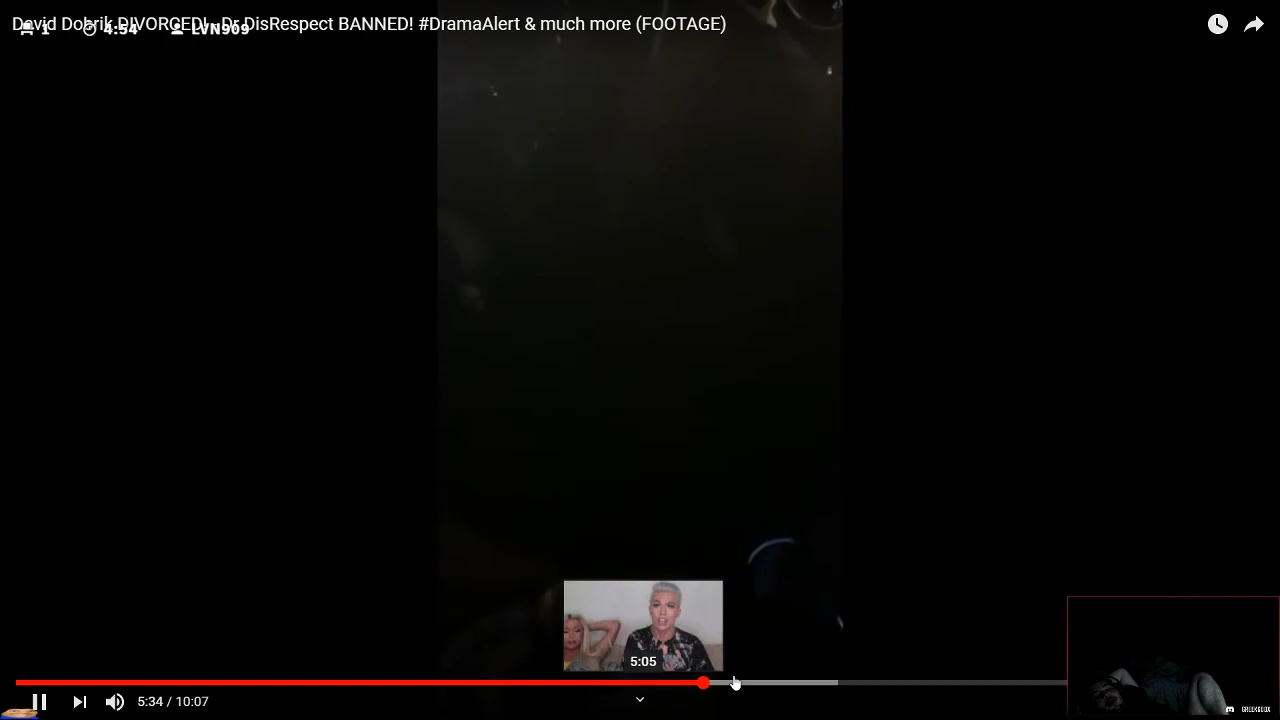 David Dobrik DIVORCED! - Dr DisRespect BANNED! #DramaAlert & much more (FOOTAGE)
1 4:54 LVN909
5:05
5:34 / 10:07
GREEKGODX